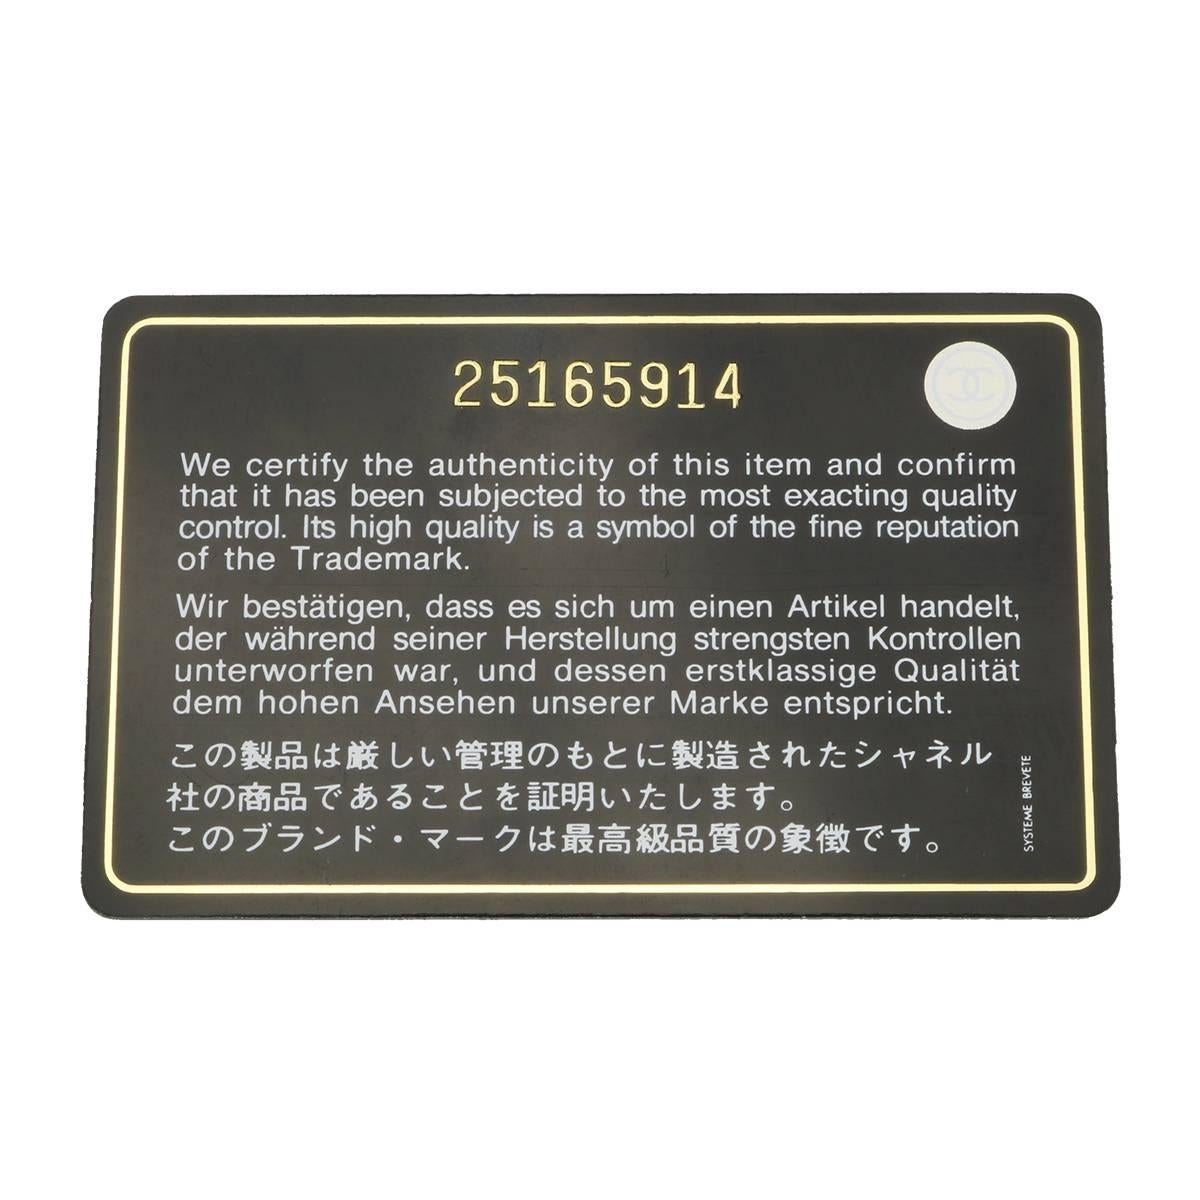 25165914
We certify the authenticity of this item and confirm
that it has been subjected to the most exacting quality
control. Its high quality is a symbol of the fine reputation
of the Trademark.
Wir bestätigen, dass es sich um einen Artikel handelt,
der während seiner Herstellung strengsten Kontrollen
unterworfen war, und dessen erstklassige Qualität
dem hohen Ansehen unserer Marke entspricht.
この製品は厳しい管理のもとに製造されたシャネル
社の商品であることを証明いたします。
このブランド・マークは最高級品質の象徴です。
SYSTEME BREVETE